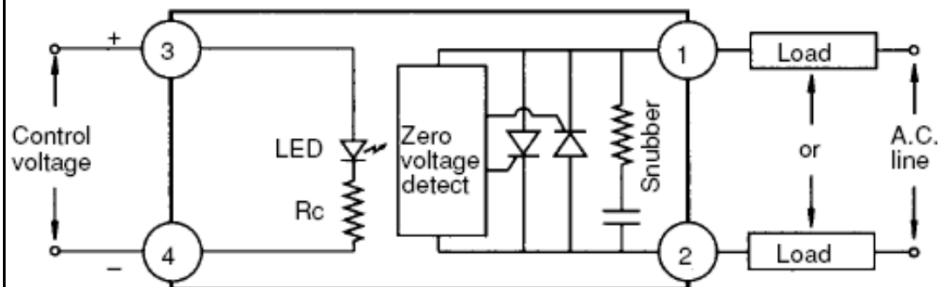 +
3
1
Load
Control
voltage
LED
Zero
voltage
detect
Snubber
or
A.C.
line
Rc
–
4
2
Load